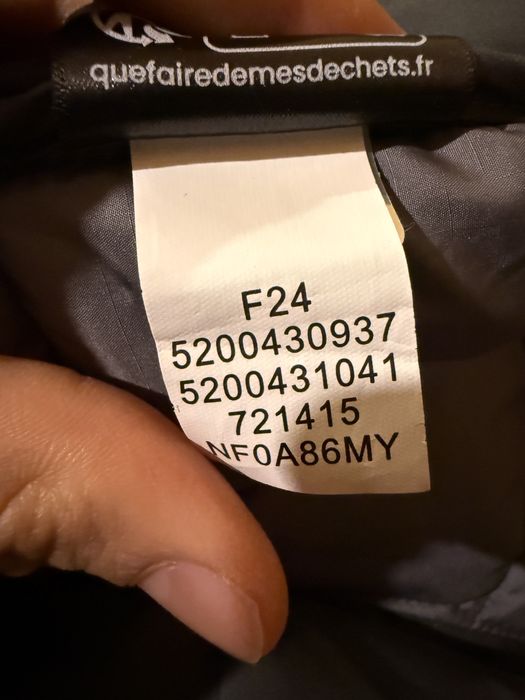 quefairedemesdechets.fr
F24
5200430937
5200431041
721415
NF0A86MY